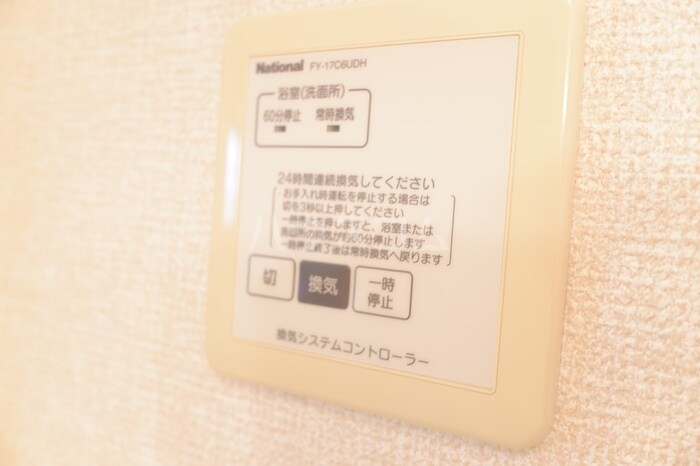 National FY-17C6UDH
浴室(洗面所)
60分停止 常時換気
24時間連続換気してください
お手入れ時運転を停止する場合は
切を3秒以上押してください
一時停止を押しますと、浴室または
洗面所の換気が約60分停止します
一時停止終了後は常時換気へ戻ります
切 換気 一時
停止
換気システムコントローラー